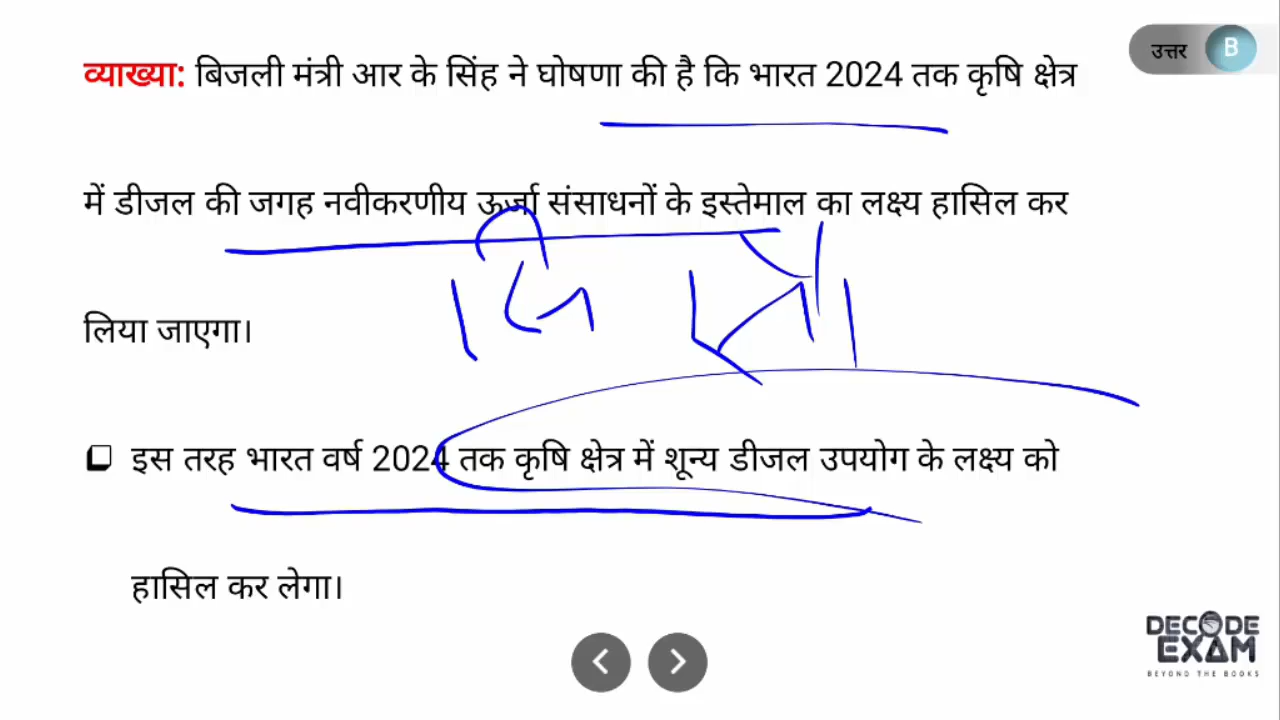 उत्तर B
व्याख्या: बिजली मंत्री आर के सिंह ने घोषणा की है कि भारत 2024 तक कृषि क्षेत्र
में डीजल की जगह नवीकरणीय ऊर्जा संसाधनों के इस्तेमाल का लक्ष्य हासिल कर
लिया जाएगा।
इस तरह भारत वर्ष 2024 तक कृषि क्षेत्र में शून्य डीजल उपयोग के लक्ष्य को
हासिल कर लेगा।
DECODE
EXAM
BEYOND THE BOOKS